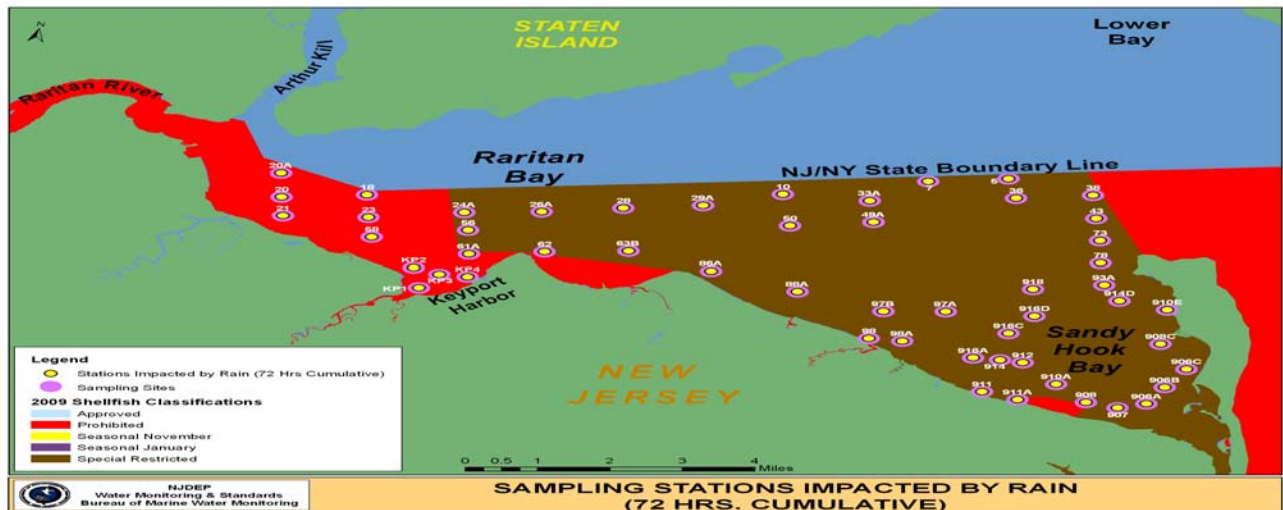 N
STATEN
ISLAND
Lower
Bay
Arthur Kill
Raritan River
Raritan
Bay
NJ/NY State Boundary Line
20A
20
21
18
23
58
24A
56
61A
KP2
KP3
KP4
KP1
Keyport
Harbor
26A
28
29A
10
33A
7
5
36
38
62
63B
50
49A
43
73
78
86A
88A
93A
914D
910E
91B
97B
97A
916D
98
98A
916C
Sandy
Hook
Bay
908C
916A
914
912
906C
910A
906B
911
911A
908
907
906A
NEW
JERSEY
Legend
Stations Impacted by Rain (72 Hrs Cumulative)
Sampling Sites
2009 Shellfish Classifications
Approved
Prohibited
Seasonal November
Seasonal January
Special Restricted
0 0.5 1 2 3 4
Miles
NJDEP
Water Monitoring & Standards
Bureau of Marine Water Monitoring
SAMPLING STATIONS IMPACTED BY RAIN
(72 HRS. CUMULATIVE)